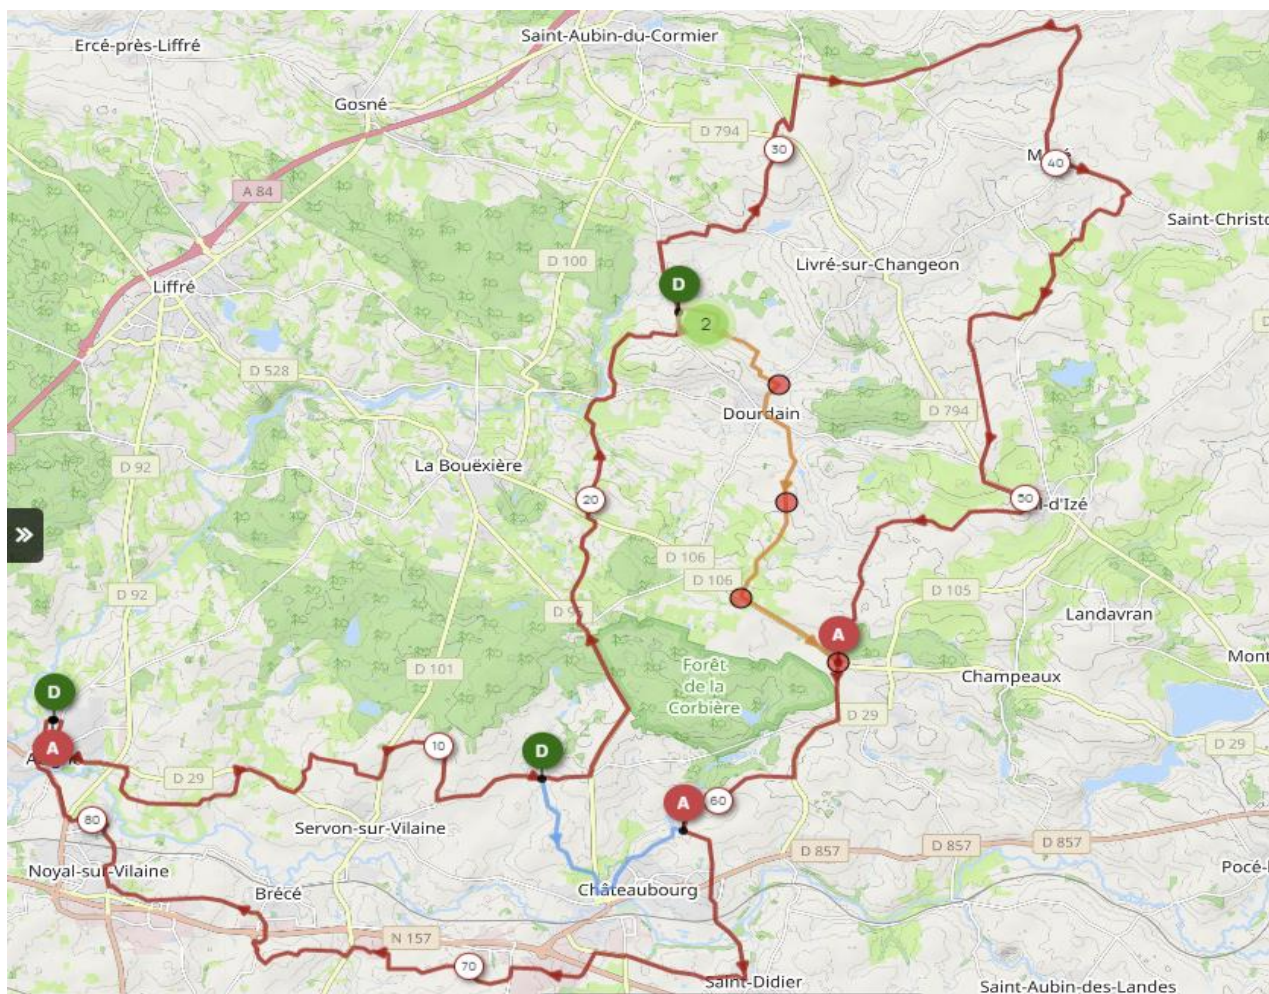 Ercé-près-Liffré
Saint-Aubin-du-Cormier
Gosné
D 794
30
40
A 84
Saint-Christo
D 100
Livré-sur-Changeon
Liffré
D
2
D 528
Dourdain
D 794
D 92
La Bouëxière
20
50
l-d'Izé
D 106
D 106
D 92
D 105
Landavran
A
D 101
Forêt
de la
Corbière
Mont
Champeaux
D
D 29
A
10
D
D 29
D 29
A
60
80
Servon-sur-Vilaine
D 857
D 857
D 857
Noyal-sur-Vilaine
Brécé
Châteaubourg
N 157
70
Saint-Didier
Saint-Aubin-des-Landes